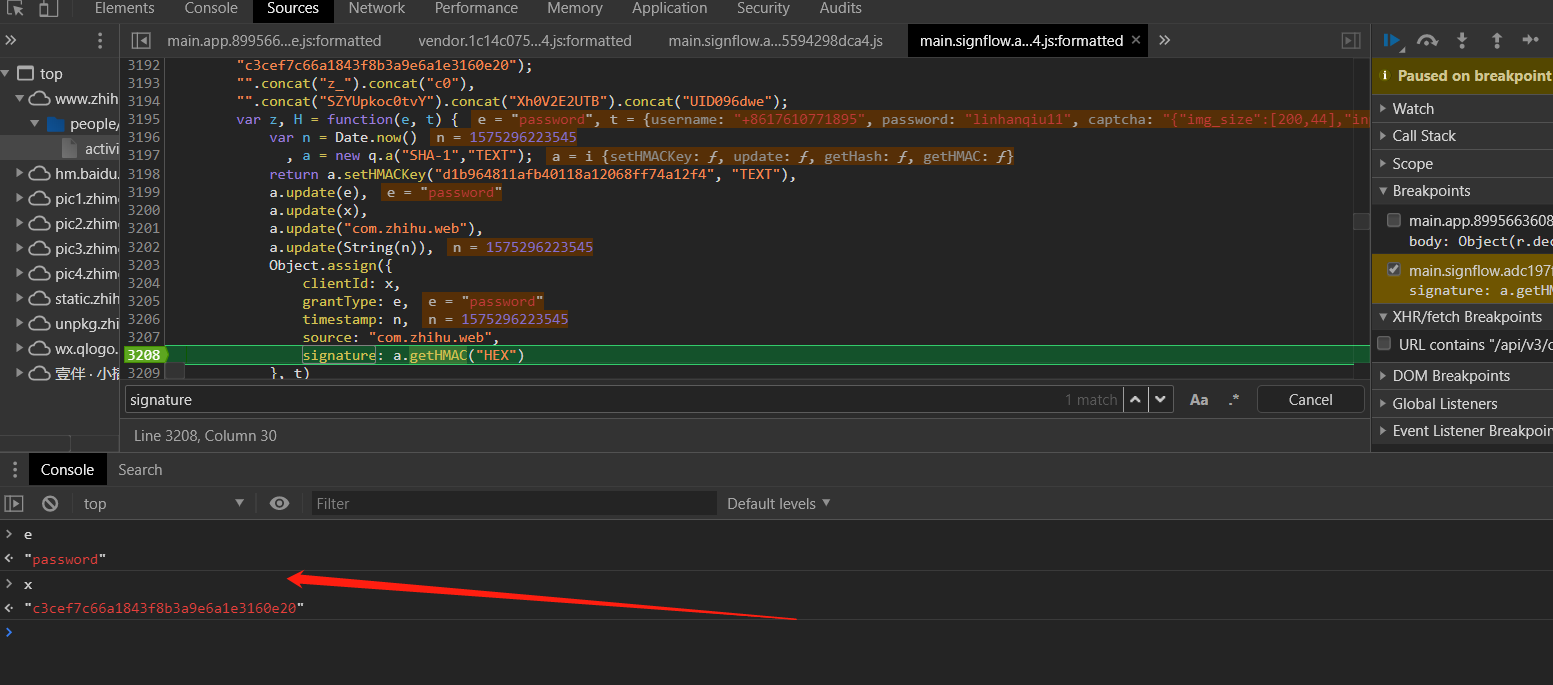 Elements Console Sources Network Performance Memory Application Security Audits
main.app.899566...e.js:formatted vendor.1c14c075...4.js:formatted main.signflow.a...5594298dca4.js main.signflow.a...4.js:formatted × »
top
www.zhih
people/
activi
hm.baidu.
pic1.zhim
pic2.zhim
pic3.zhim
pic4.zhim
static.zhih
unpkg.zhi
wx.qlogo.
壹伴 · 小
3192 "c3cef7c66a1843f8b3a9e6a1e3160e20");
3193 "".concat("z_").concat("c0"),
3194 "".concat("SZYUpkoc0tvY").concat("Xh0V2E2UTB").concat("UID096dwe");
3195 var z, H = function(e, t) { e = "password", t = {username: "+8617610771895", password: "linhanqiu11", captcha: "{"img_size":[200,44],"in
3196 var n = Date.now() n = 1575296223545
3197 , a = new q.a("SHA-1","TEXT"); a = i {setHMACKey: ƒ, update: ƒ, getHash: ƒ, getHMAC: ƒ}
3198 return a.setHMACKey("d1b964811afb40118a12068ff74a12f4", "TEXT"),
3199 a.update(e), e = "password"
3200 a.update(x),
3201 a.update("com.zhihu.web"),
3202 a.update(String(n)), n = 1575296223545
3203 Object.assign({
3204 clientId: x,
3205 grantType: e, e = "password"
3206 timestamp: n, n = 1575296223545
3207 source: "com.zhihu.web",
3208 signature: a.getHMAC("HEX")
3209 }, t)
signature 1 match Aa .* Cancel
Line 3208, Column 30
Paused on breakpoint
Watch
Call Stack
Scope
Breakpoints
main.app.8995663608
body: Object(r.dec
main.signflow.adc197f
signature: a.getHM
XHR/fetch Breakpoints
URL contains "/api/v3/o
DOM Breakpoints
Global Listeners
Event Listener Breakpoin
Console Search
top Filter Default levels
> e
"password"
> x
"c3cef7c66a1843f8b3a9e6a1e3160e20"
>